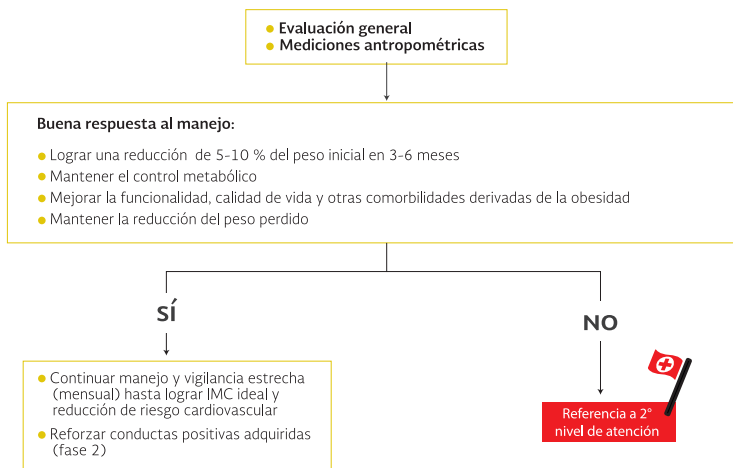 • Evaluación general
• Mediciones antropométricas
Buena respuesta al manejo:
• Lograr una reducción de 5-10 % del peso inicial en 3-6 meses
• Mantener el control metabólico
• Mejorar la funcionalidad, calidad de vida y otras comorbilidades derivadas de la obesidad
• Mantener la reducción del peso perdido
SÍ
NO
• Continuar manejo y vigilancia estrecha
(mensual) hasta lograr IMC ideal y
reducción de riesgo cardiovascular
• Reforzar conductas positivas adquiridas
(fase 2)
Referencia a 2°
nivel de atención